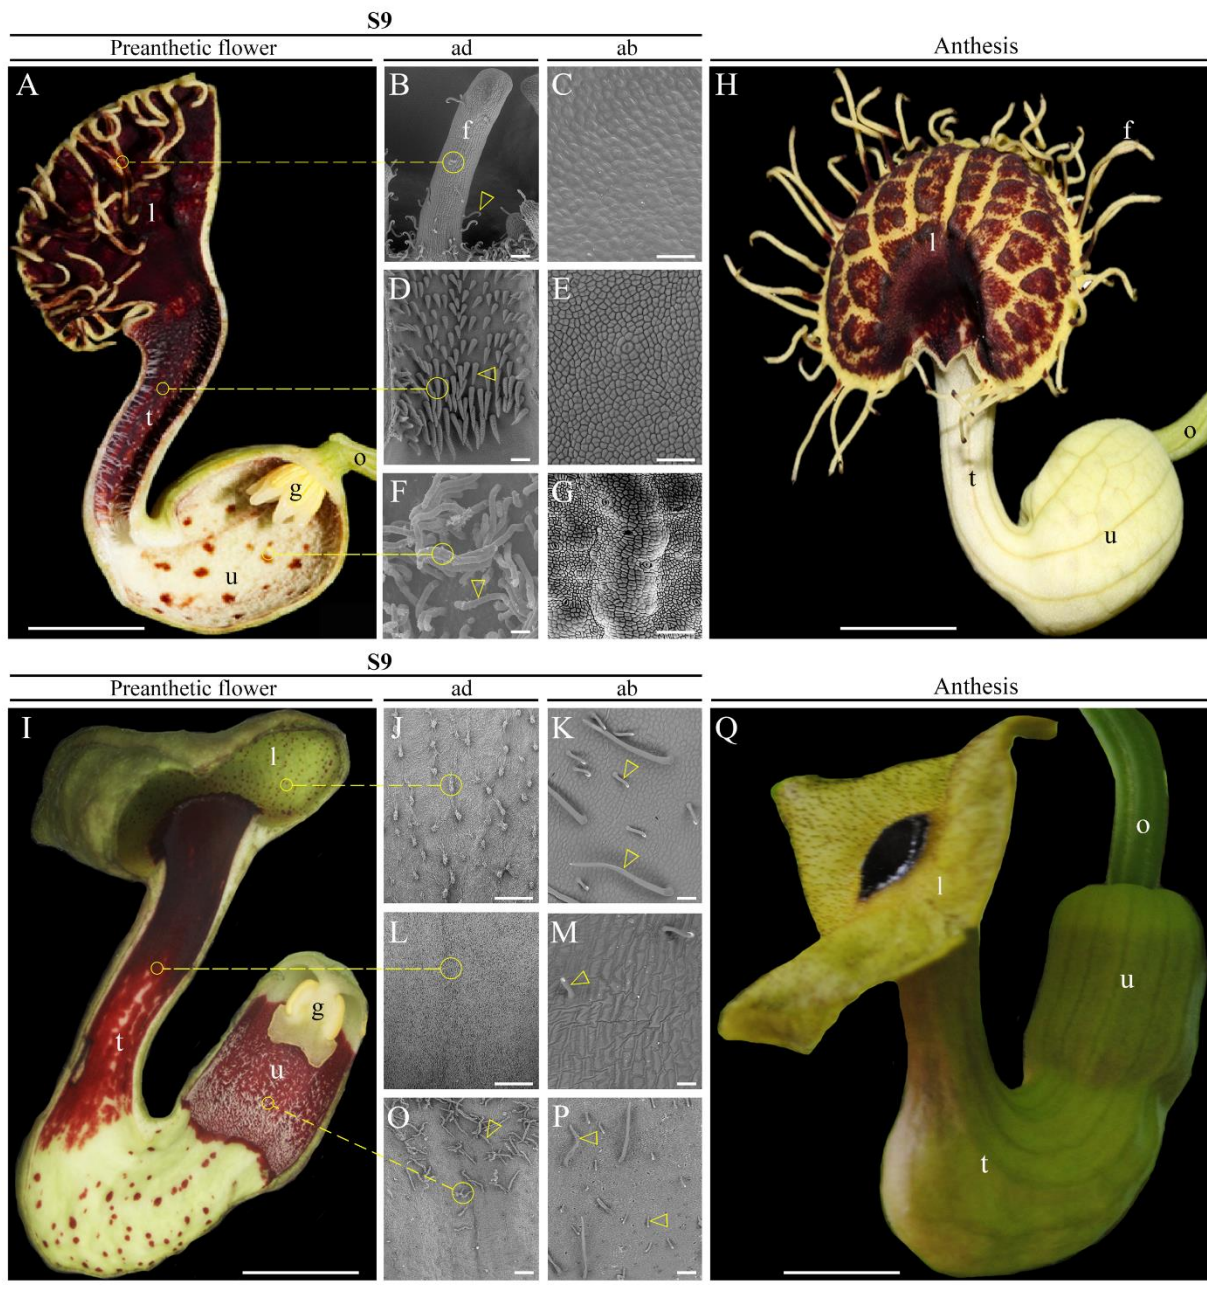 S9
Preanthetic flower ad ab Anthesis
A B C H
f f
l l
D E
t
o o
g
F G t
u u
S9
Preanthetic flower ad ab Anthesis
I J K Q
l
o
l
L M
u
g
t
u
O P
t